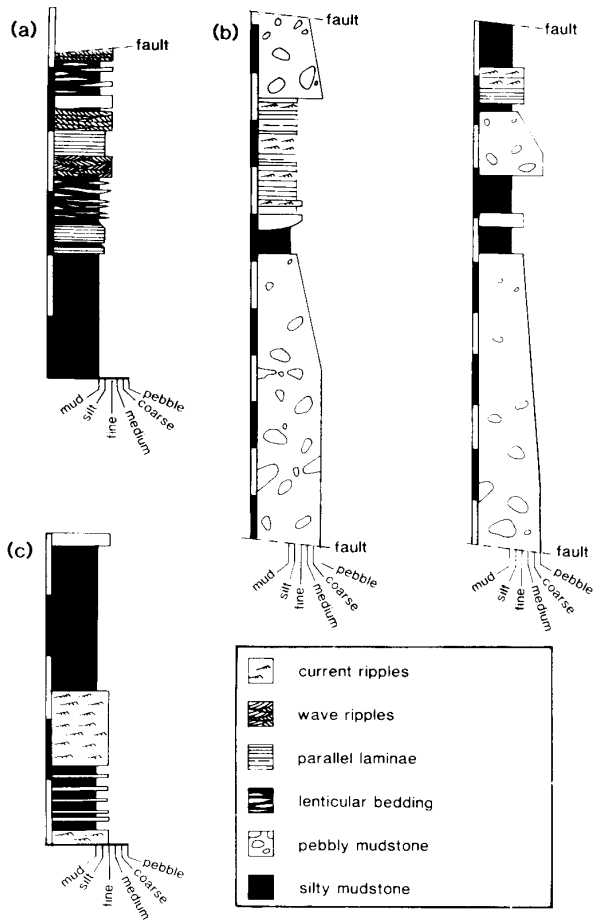 (a)
fault
mud
silt
fine
medium
coarse
pebble
(b)
fault
fault
mud
silt
fine
medium
coarse
pebble
fault
fault
mud
silt
fine
medium
coarse
pebble
(c)
mud
silt
fine
medium
coarse
pebble
current ripples
wave ripples
parallel laminae
lenticular bedding
pebbly mudstone
silty mudstone